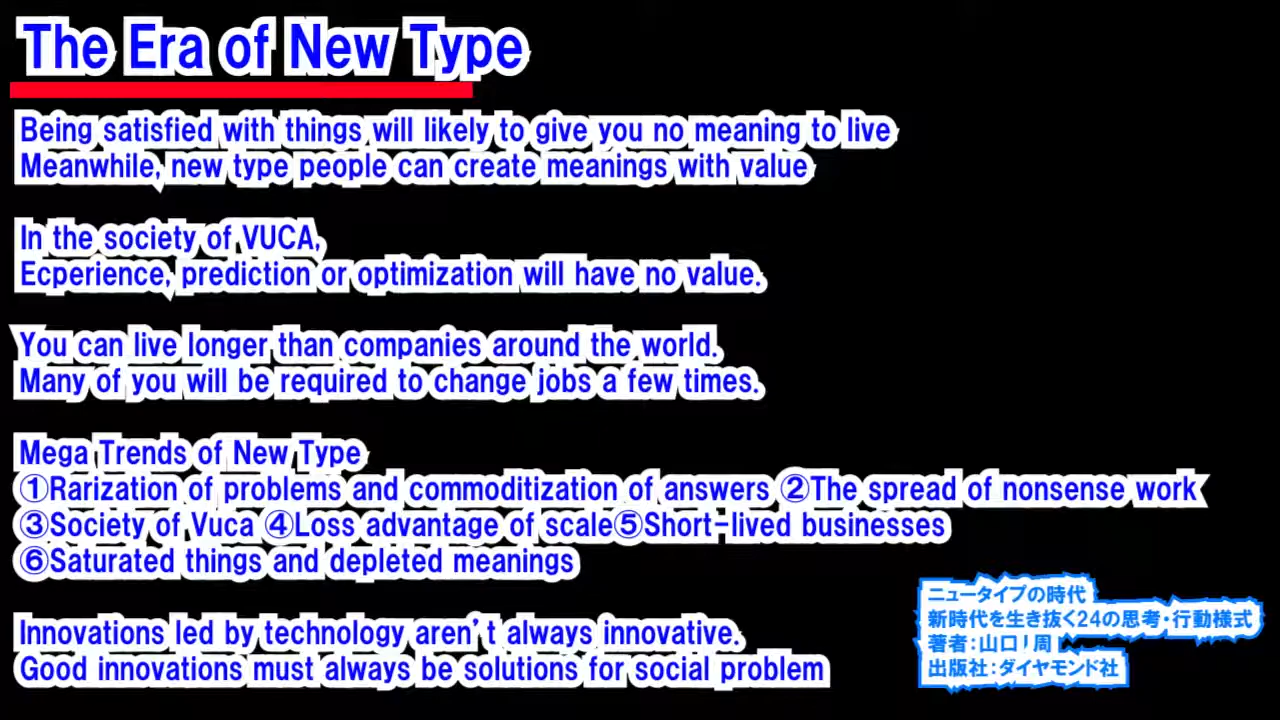 The Era of New Type
Being satisfied with things will likely to give you no meaning to live
Meanwhile, new type people can create meanings with value
In the society of VUCA,
Ecperience, prediction or optimization will have no value.
You can live longer than companies around the world.
Many of you will be required to change jobs a few times.
Mega Trends of New Type
①Rarization of problems and commoditization of answers ②The spread of nonsense work
③Society of Vuca ④Loss advantage of scale⑤Short-lived businesses
⑥Saturated things and depleted meanings
Innovations led by technology aren’t always innovative.
Good innovations must always be solutions for social problem
ニュータイプの時代
新時代を生き抜く24の思考・行動様式
著者：山口 周
出版社：ダイヤモンド社